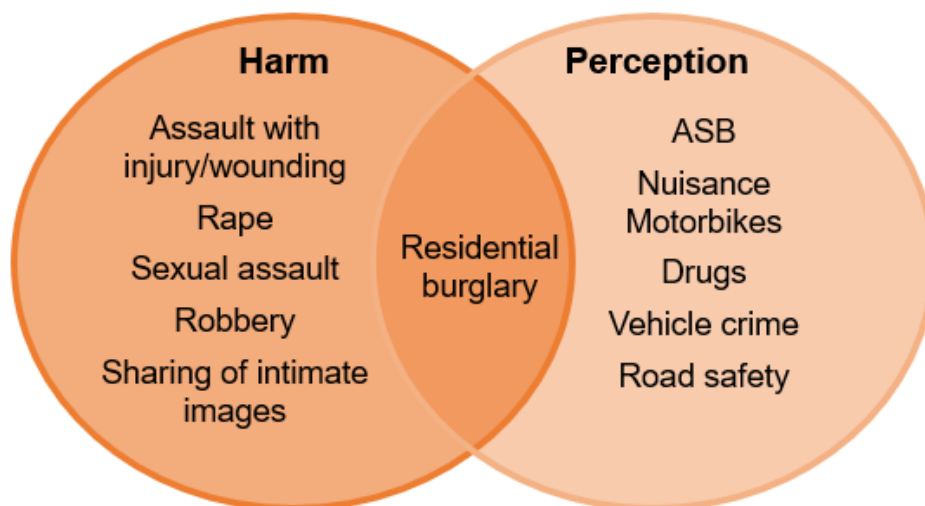 Harm
Assault with
injury/wounding
Rape
Sexual assault
Robbery
Sharing of intimate
images
Residential
burglary
Perception
ASB
Nuisance
Motorbikes
Drugs
Vehicle crime
Road safety